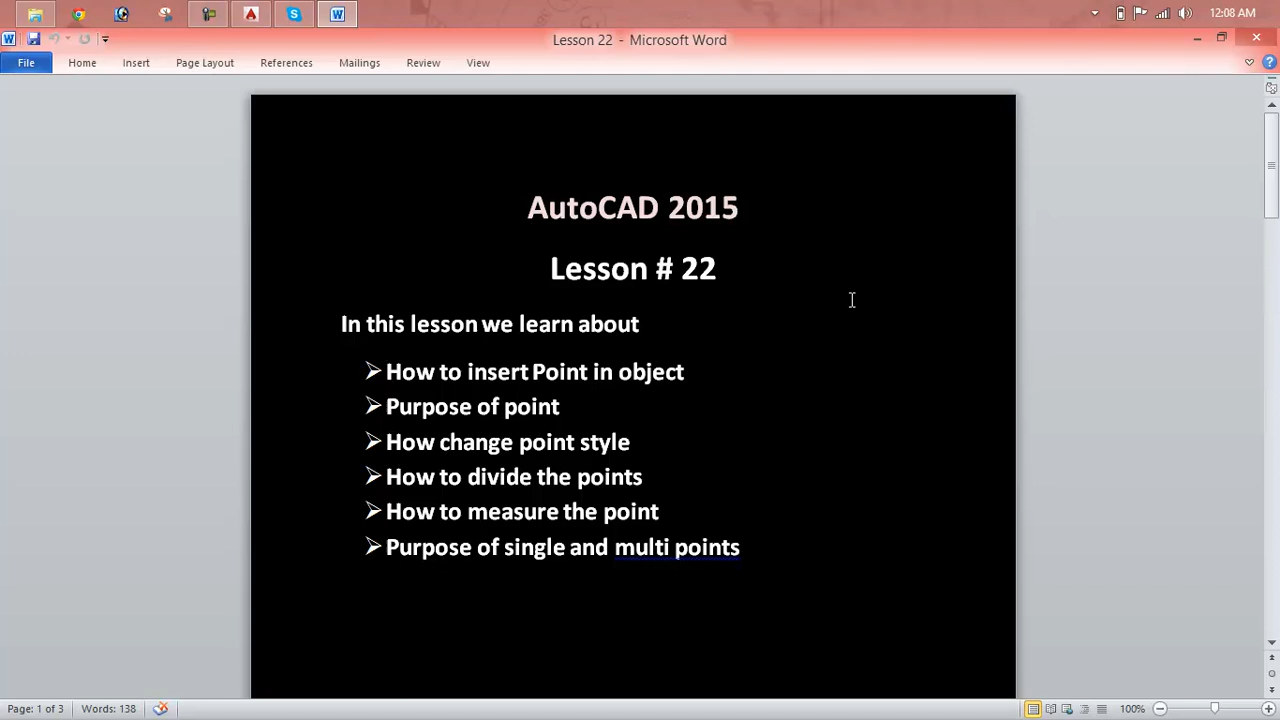 12:08 AM
Lesson 22 - Microsoft Word
File Home Insert Page Layout References Mailings Review View
AutoCAD 2015
Lesson # 22
In this lesson we learn about
➢ How to insert Point in object
➢ Purpose of point
➢ How change point style
➢ How to divide the points
➢ How to measure the point
➢ Purpose of single and multi points
Page: 1 of 3 Words: 138 100%